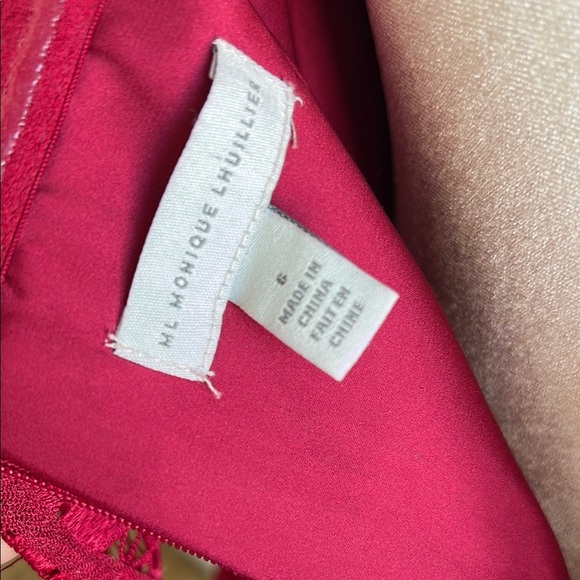 ML MONIQUE LHUILLIER
6
MADE IN
CHINA
FAIT EN
CHINE